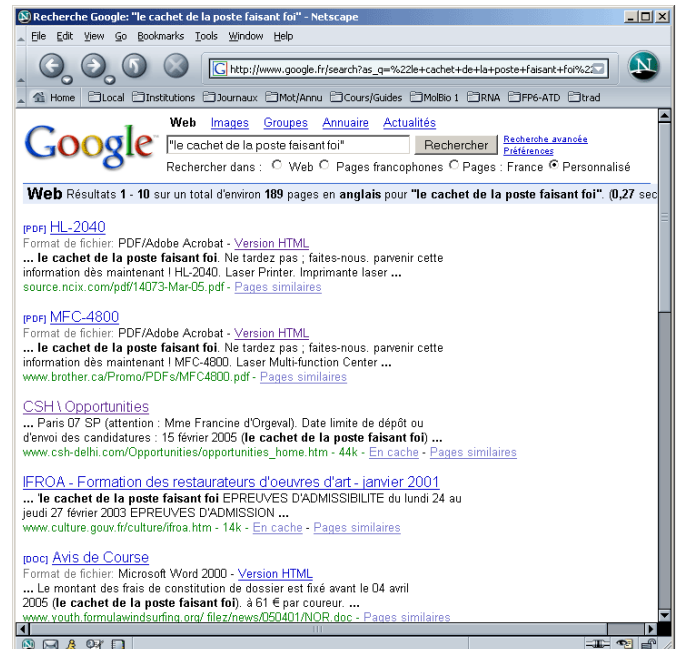 Recherche Google: "le cachet de la poste faisant foi" - Netscape
File Edit View Go Bookmarks Tools Window Help
http://www.google.fr/search?as_q=%22le+cachet+de+la+poste+faisant+foi%22
Home Local Institutions Journaux Mot/Annu Cours/Guides MolBio 1 RNA FP6-ATD trad
Web Images Groupes Annuaire Actualités
Google "le cachet de la poste faisant foi" Rechercher Recherche avancée
Préférences
Rechercher dans : Web Pages francophones Pages : France Personnalisé
Web Résultats 1 - 10 sur un total d'environ 189 pages en anglais pour "le cachet de la poste faisant foi". (0,27 sec
[PDF] HL-2040
Format de fichier: PDF/Adobe Acrobat - Version HTML
... le cachet de la poste faisant foi. Ne tardez pas ; faites-nous. parvenir cette
information dès maintenant ! HL-2040. Laser Printer. Imprimante laser ...
source.ncix.com/pdf/14073-Mar-05.pdf - Pages similaires
[PDF] MFC-4800
Format de fichier: PDF/Adobe Acrobat - Version HTML
... le cachet de la poste faisant foi. Ne tardez pas ; faites-nous. parvenir cette
information dès maintenant ! MFC-4800. Laser Multi-function Center ...
www.brother.ca/Promo/PDFs/MFC4800.pdf - Pages similaires
CSH \ Opportunities
... Paris 07 SP (attention : Mme Francine d'Orgeval). Date limite de dépôt ou
d'envoi des candidatures : 15 février 2005 (le cachet de la poste faisant foi) ...
www.csh-delhi.com/Opportunities/opportunities_home.htm - 44k - En cache - Pages similaires
IFROA - Formation des restaurateurs d'oeuvres d'art - janvier 2001
... 'le cachet de la poste faisant foi EPREUVES D'ADMISSIBILITE du lundi 24 au
jeudi 27 février 2003 EPREUVES D'ADMISSION ...
www.culture.gouv.fr/culture/ifroa.htm - 14k - En cache - Pages similaires
[DOC] Avis de Course
Format de fichier: Microsoft Word 2000 - Version HTML
... Le montant des frais de constitution de dossier est fixé avant le 04 avril
2005 (le cachet de la poste faisant foi). à 61 € par coureur. ...
www.youth.formulawindsurfing.org/ filez/news/050401/NOR.doc - Pages similaires